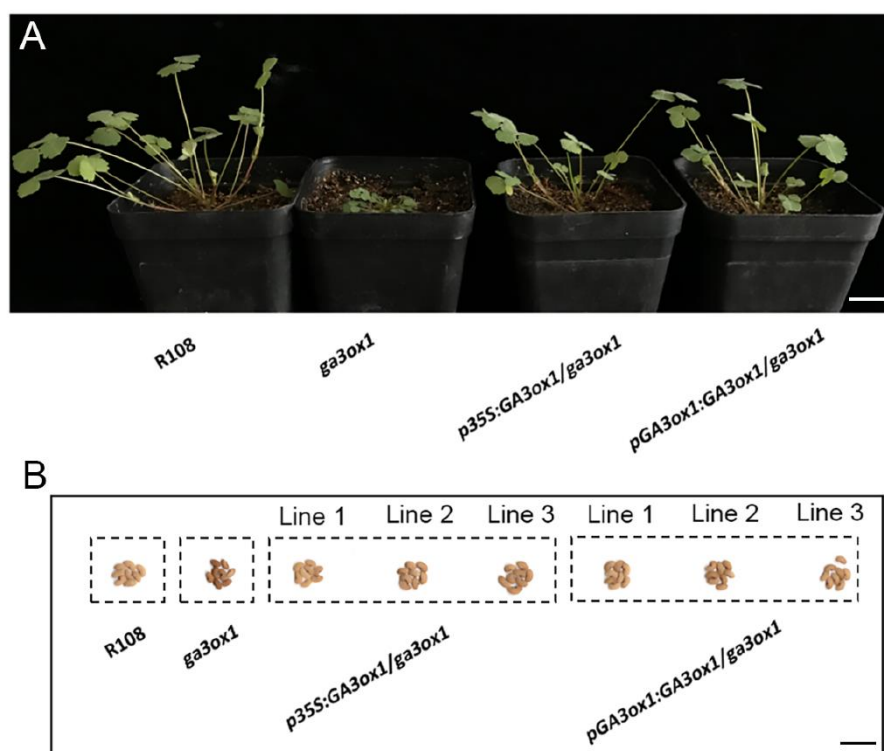 A
R108
ga3ox1
p35S:GA3ox1/ga3ox1
pGA3ox1:GA3ox1/ga3ox1
B
Line 1 Line 2 Line 3 Line 1 Line 2 Line 3
R108
ga3ox1
p35S:GA3ox1/ga3ox1
pGA3ox1:GA3ox1/ga3ox1